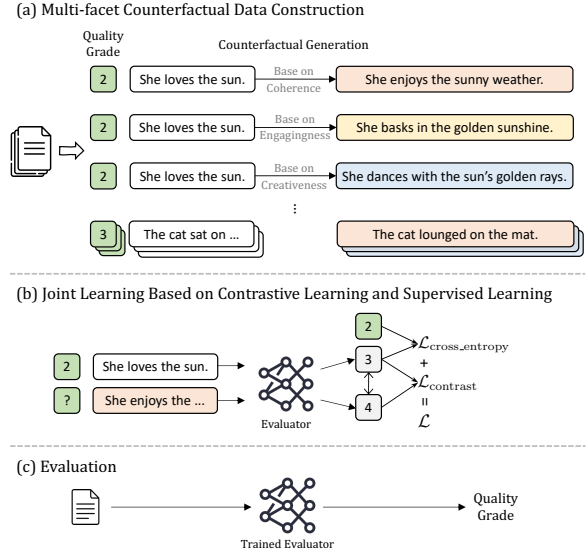 (a) Multi-facet Counterfactual Data Construction
Quality
Grade
Counterfactual Generation
2 She loves the sun. Base on Coherence She enjoys the sunny weather.
2 She loves the sun. Base on Engagingness She basks in the golden sunshine.
2 She loves the sun. Base on Creativeness She dances with the sun's golden rays.
...
3 The cat sat on ... The cat lounged on the mat.
(b) Joint Learning Based on Contrastive Learning and Supervised Learning
2 She loves the sun.
? She enjoys the ...
Evaluator
2
3
4
ℒcross_entropy
+
ℒcontrast
=
ℒ
(c) Evaluation
Trained Evaluator
Quality
Grade